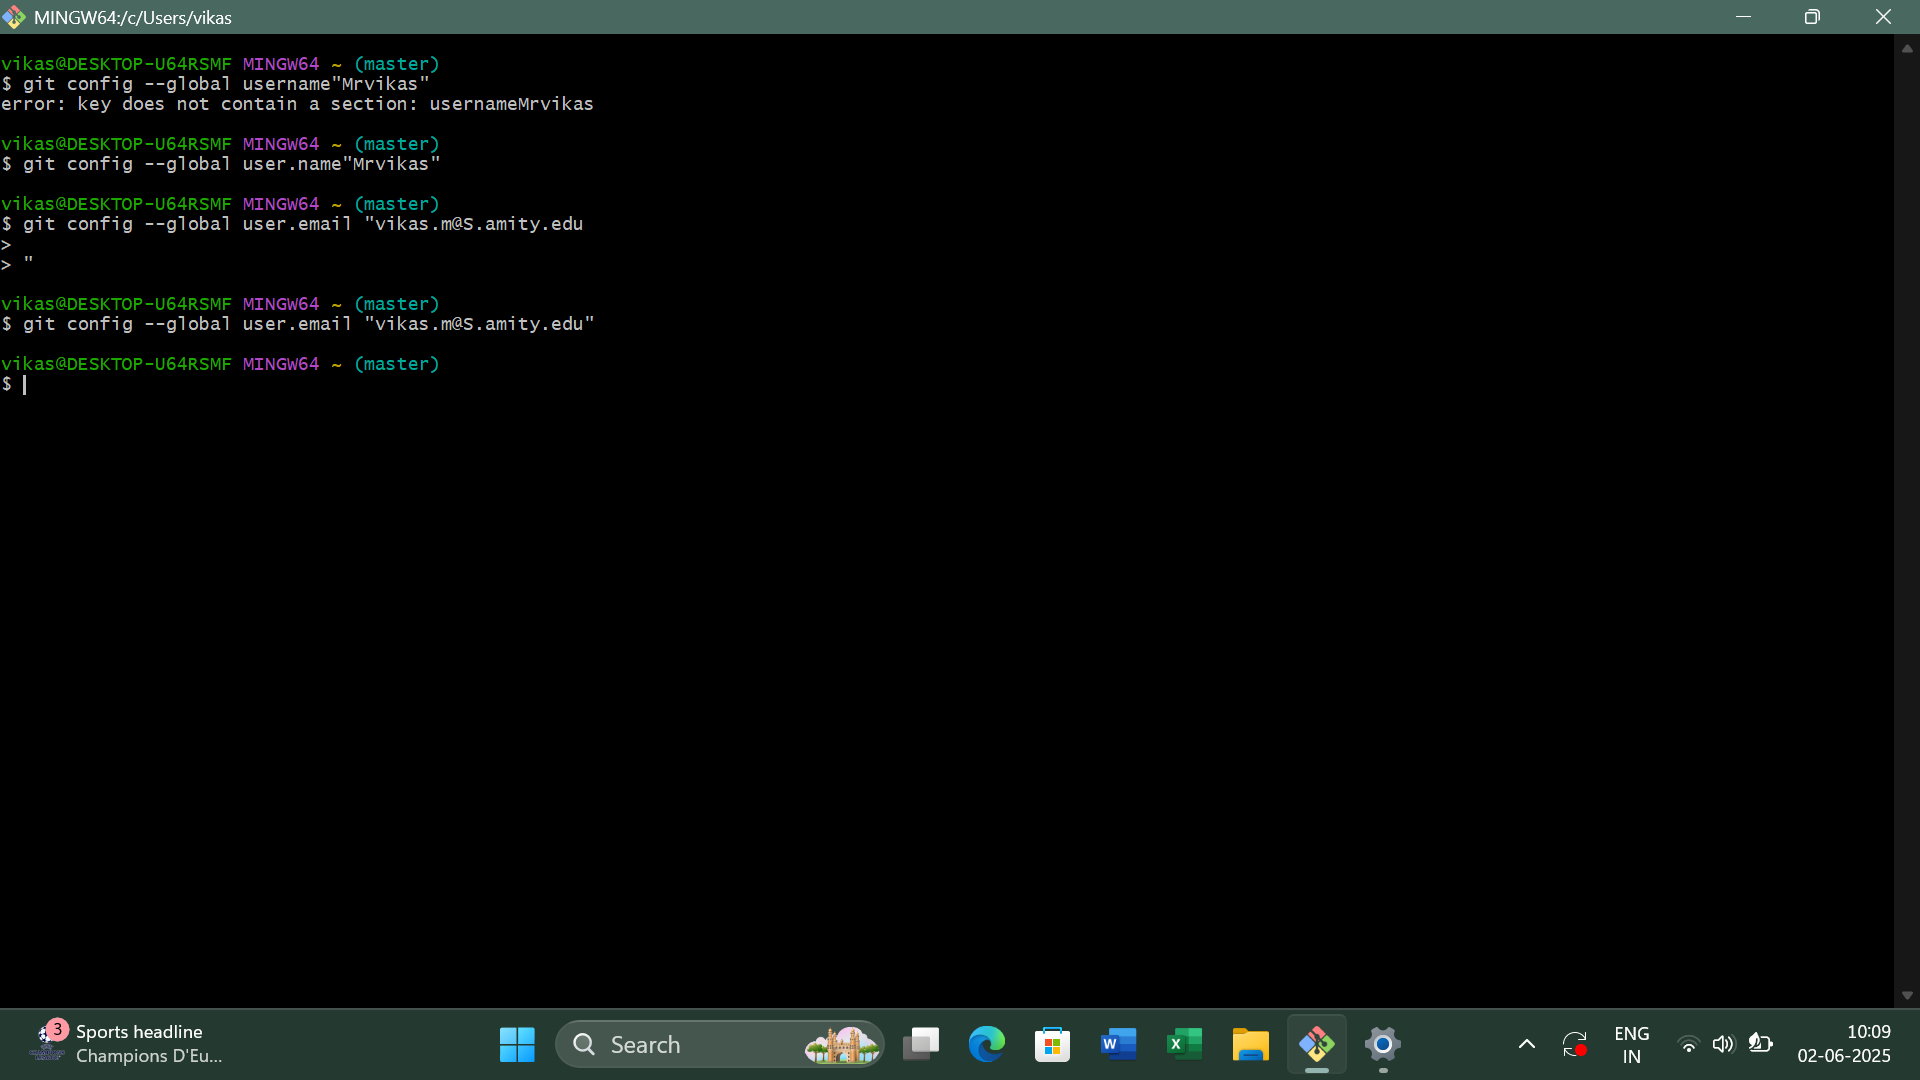 MINGW64:/c/Users/vikas
vikas@DESKTOP-U64RSMF MINGW64 ~ (master)
$ git config --global username"Mrvikas"
error: key does not contain a section: usernameMrvikas
vikas@DESKTOP-U64RSMF MINGW64 ~ (master)
$ git config --global user.name"Mrvikas"
vikas@DESKTOP-U64RSMF MINGW64 ~ (master)
$ git config --global user.email "vikas.m@S.amity.edu
>
> "
vikas@DESKTOP-U64RSMF MINGW64 ~ (master)
$ git config --global user.email "vikas.m@S.amity.edu"
vikas@DESKTOP-U64RSMF MINGW64 ~ (master)
$
3
Sports headline
Champions D'Eu...
Search
W
X
ENG
IN
10:09
02-06-2025